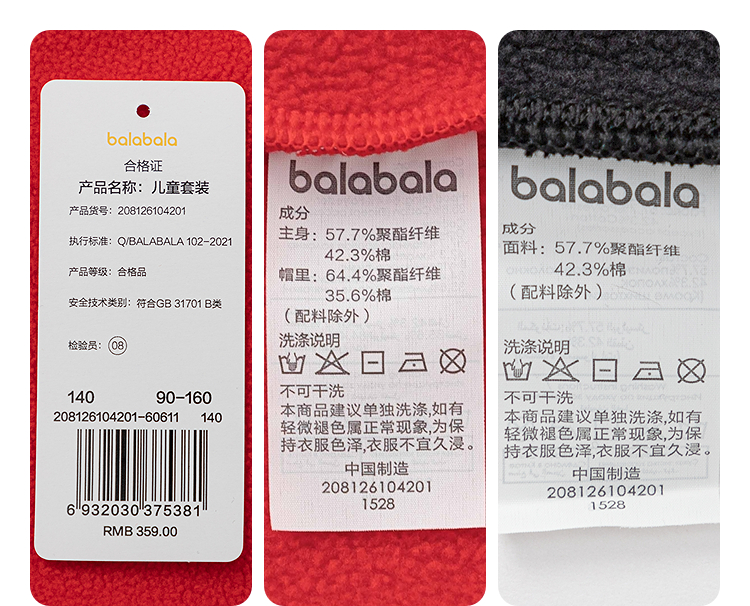 balabala
合格证
产品名称：儿童套装
产品货号：208126104201
执行标准：Q/BALABALA 102-2021
产品等级：合格品
安全技术类别：符合GB 31701 B类
检验员：08
140 90-160
208126104201-60611 140
6 932030 375381
RMB 359.00
balabala
成分
主身：57.7%聚酯纤维
42.3%棉
帽里：64.4%聚酯纤维
35.6%棉
（配料除外）
洗涤说明
不可干洗
本商品建议单独洗涤,如有
轻微褪色属正常现象,为保
持衣服色泽,衣服不宜久浸。
中国制造
208126104201
1528
balabala
成分
面料：57.7%聚酯纤维
42.3%棉
（配料除外）
洗涤说明
不可干洗
本商品建议单独洗涤,如有
轻微褪色属正常现象,为保
持衣服色泽,衣服不宜久浸。
中国制造
208126104201
1528